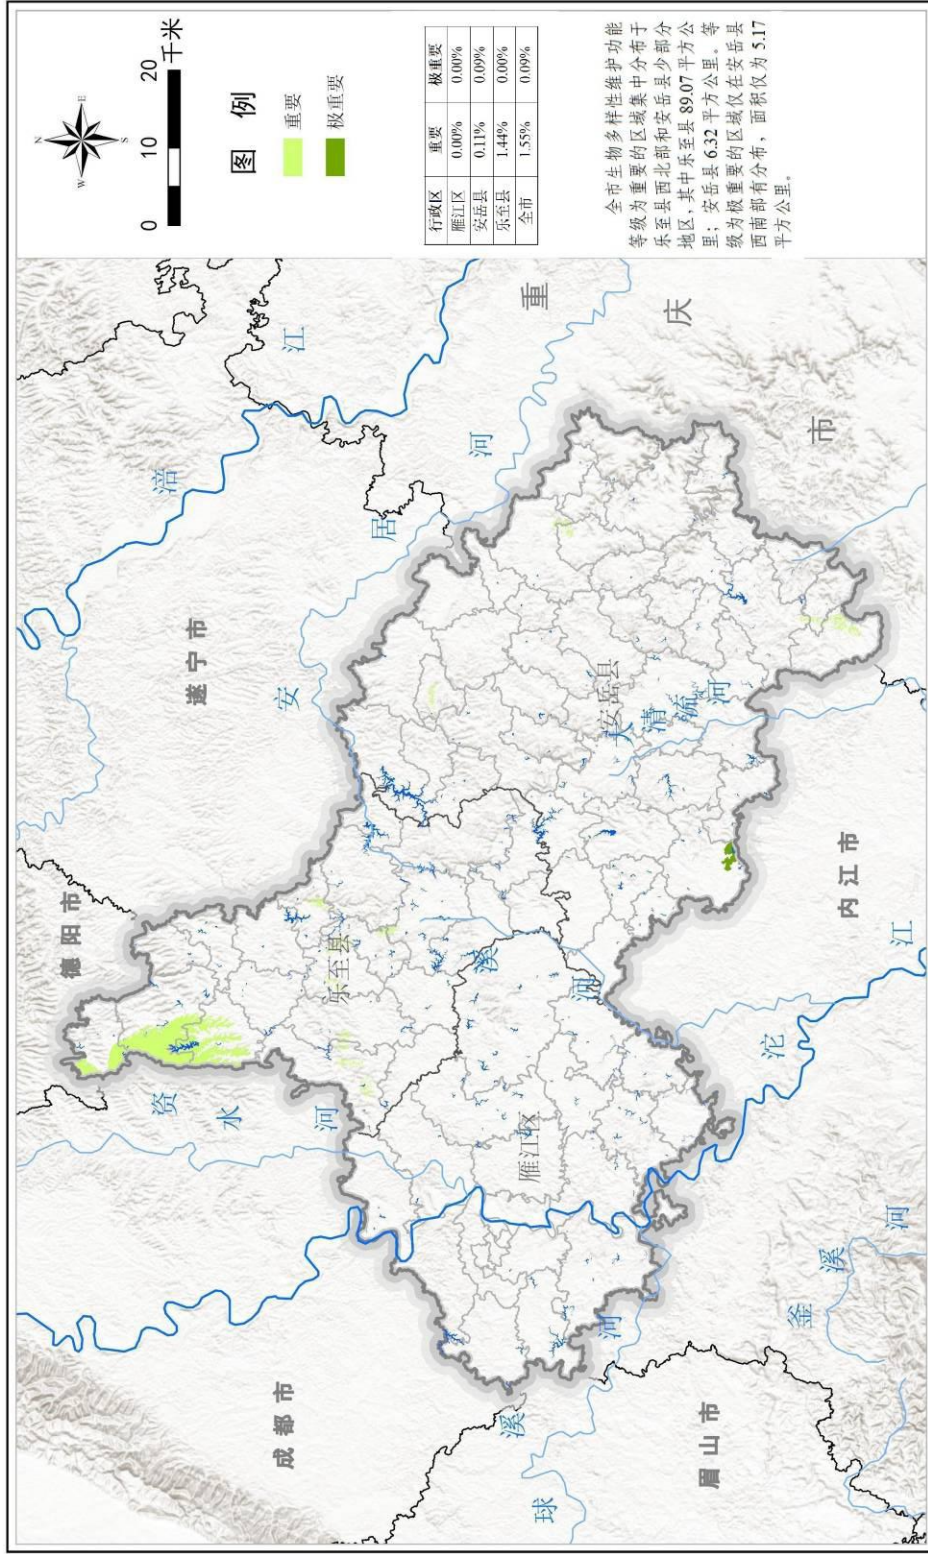 N
W
E
S
0
10
20
千米
图 例
重要
极重要
行政区 重要 极重要
雁江区 0.00% 0.00%
安岳县 0.11% 0.09%
乐至县 1.44% 0.00%
全市 1.55% 0.09%
全市生物多样性维护功能
等级为重要的区域集中分布于
乐至县西北部和安岳县少部分
地区，其中乐至县 89.07 平方公
里；安岳县 6.32 平方公里。等
级为极重要的区域仅在安岳县
西南部有分布，面积仅为 5.17
平方公里。
德阳市
遂宁市
成都市
眉山市
内江市
重庆市
乐至县
雁江区
安岳县
涪江
安居河
资水河
溪河
大清流河
沱江
球溪河
釜溪河